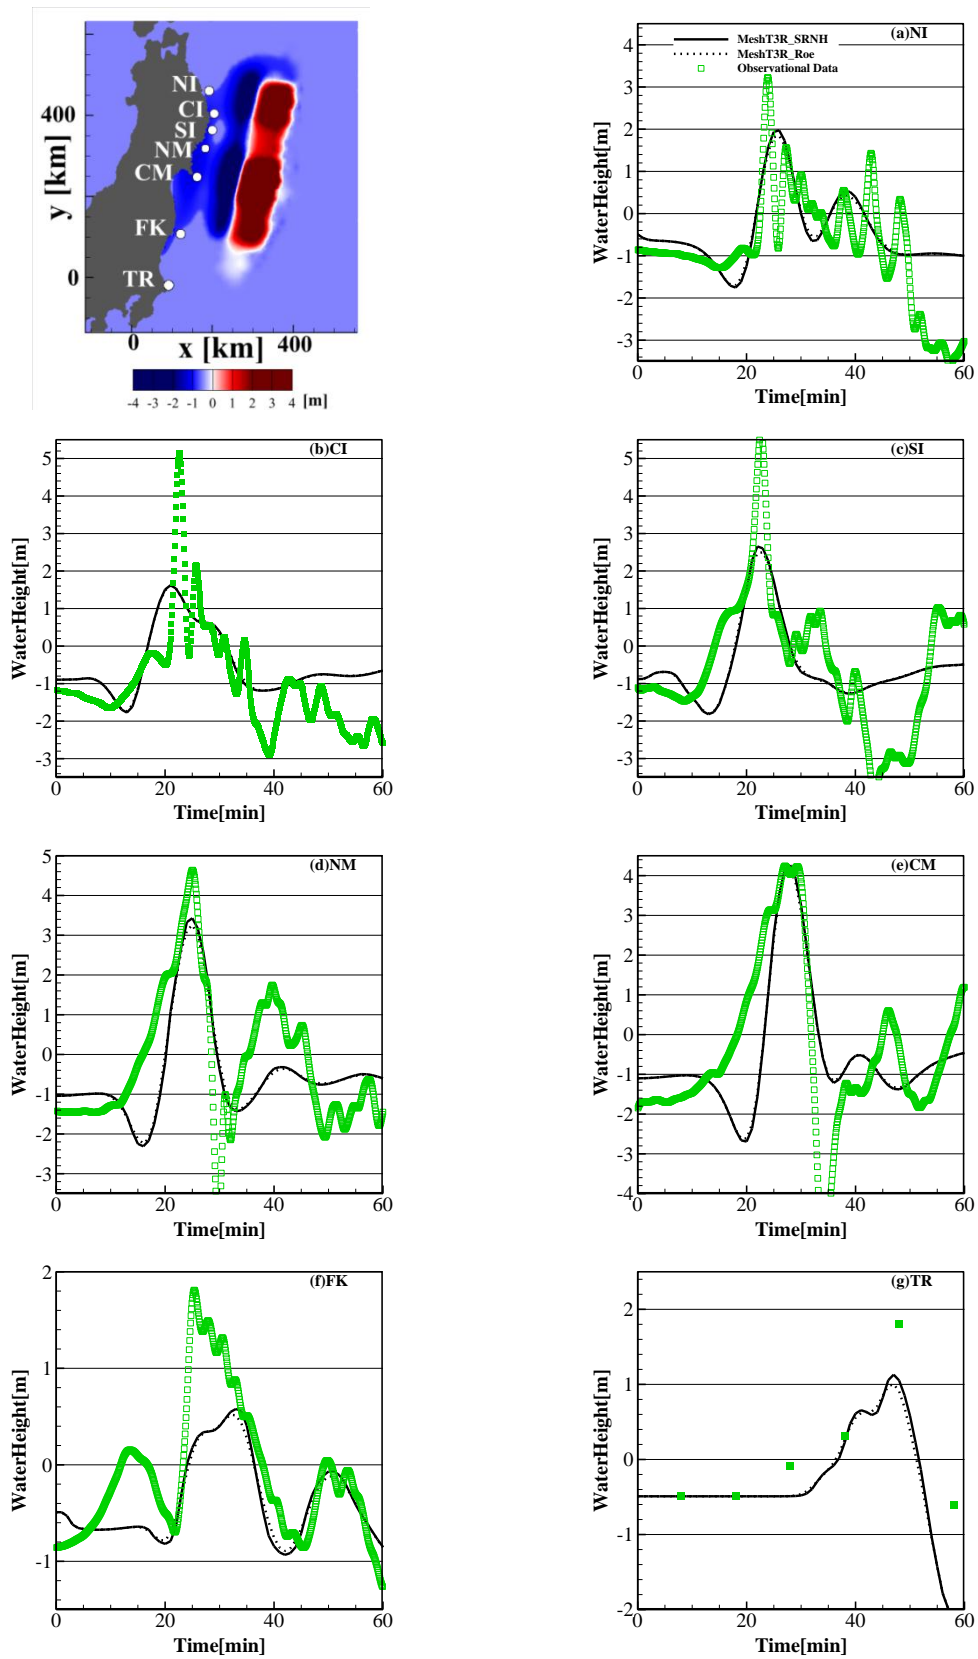 NI
CI
SI
NM
CM
FK
TR
400
0
y [km]
0
400
x [km]
-4 -3 -2 -1 0 1 2 3 4 [m]
(a)NI
MeshT3R_SRNH
MeshT3R_Roe
Observational Data
4
3
2
1
0
-1
-2
-3
WaterHeight[m]
0 20 40 60
Time[min]
(b)CI
5
4
3
2
1
0
-1
-2
-3
WaterHeight[m]
0 20 40 60
Time[min]
(c)SI
5
4
3
2
1
0
-1
-2
-3
WaterHeight[m]
0 20 40 60
Time[min]
(d)NM
5
4
3
2
1
0
-1
-2
-3
WaterHeight[m]
0 20 40 60
Time[min]
(e)CM
4
3
2
1
0
-1
-2
-3
-4
WaterHeight[m]
0 20 40 60
Time[min]
(f)FK
2
1
0
-1
WaterHeight[m]
0 20 40 60
Time[min]
(g)TR
2
1
0
-1
-2
WaterHeight[m]
0 20 40 60
Time[min]